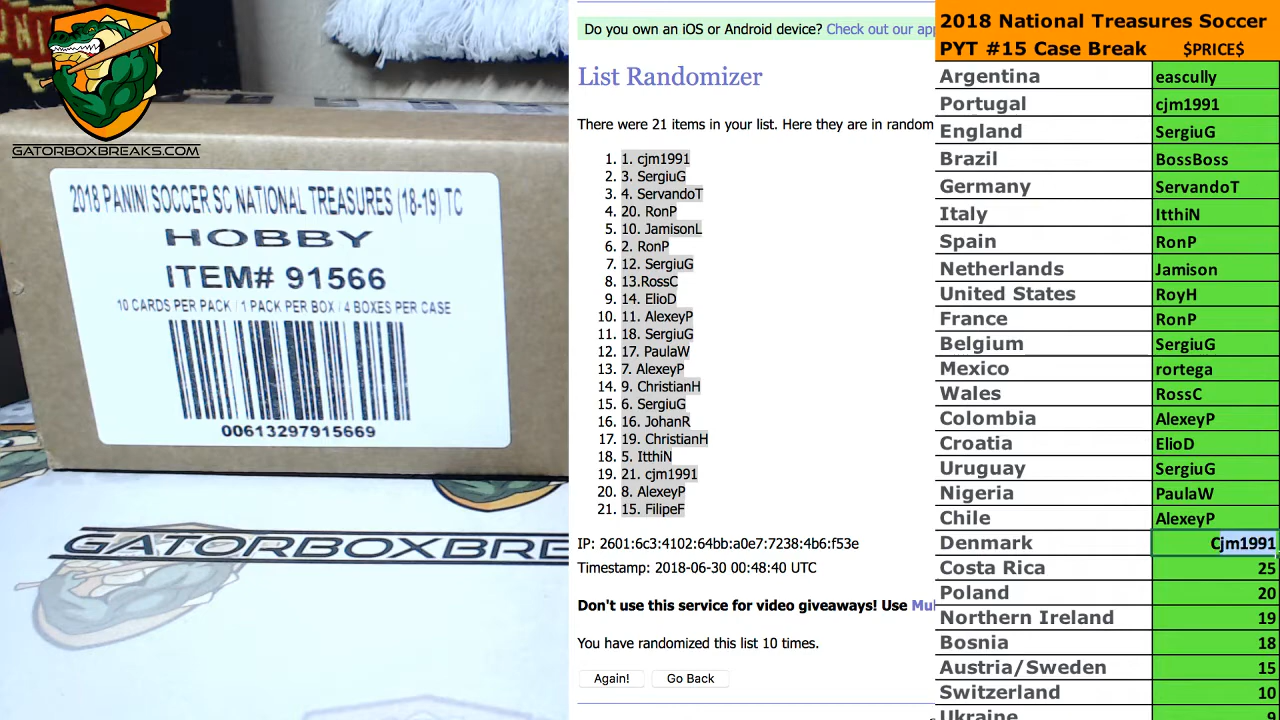 GATORBOXBREAKS.COM
2018 PANINI SOCCER SC NATIONAL TREASURES (18-19) TC
HOBBY
ITEM# 91566
10 CARDS PER PACK / 1 PACK PER BOX / 4 BOXES PER CASE
00613297915669
GATORBOXBRE
Do you own an iOS or Android device? Check out our app
List Randomizer
There were 21 items in your list. Here they are in random
1. 1. cjm1991
2. 3. SergiuG
3. 4. ServandoT
4. 20. RonP
5. 10. JamisonL
6. 2. RonP
7. 12. SergiuG
8. 13.RossC
9. 14. ElioD
10. 11. AlexeyP
11. 18. SergiuG
12. 17. PaulaW
13. 7. AlexeyP
14. 9. ChristianH
15. 6. SergiuG
16. 16. JohanR
17. 19. ChristianH
18. 5. ItthiN
19. 21. cjm1991
20. 8. AlexeyP
21. 15. FilipeF
IP: 2601:6c3:4102:64bb:a0e7:7238:4b6:f53e
Timestamp: 2018-06-30 00:48:40 UTC
Don't use this service for video giveaways! Use Mul
You have randomized this list 10 times.
Again! Go Back
2018 National Treasures Soccer
PYT #15 Case Break $PRICE$
Argentina eascully
Portugal cjm1991
England SergiuG
Brazil BossBoss
Germany ServandoT
Italy ItthiN
Spain RonP
Netherlands Jamison
United States RoyH
France RonP
Belgium SergiuG
Mexico rortega
Wales RossC
Colombia AlexeyP
Croatia ElioD
Uruguay SergiuG
Nigeria PaulaW
Chile AlexeyP
Denmark Cjm1991
Costa Rica 25
Poland 20
Northern Ireland 19
Bosnia 18
Austria/Sweden 15
Switzerland 10
Ukraine 9